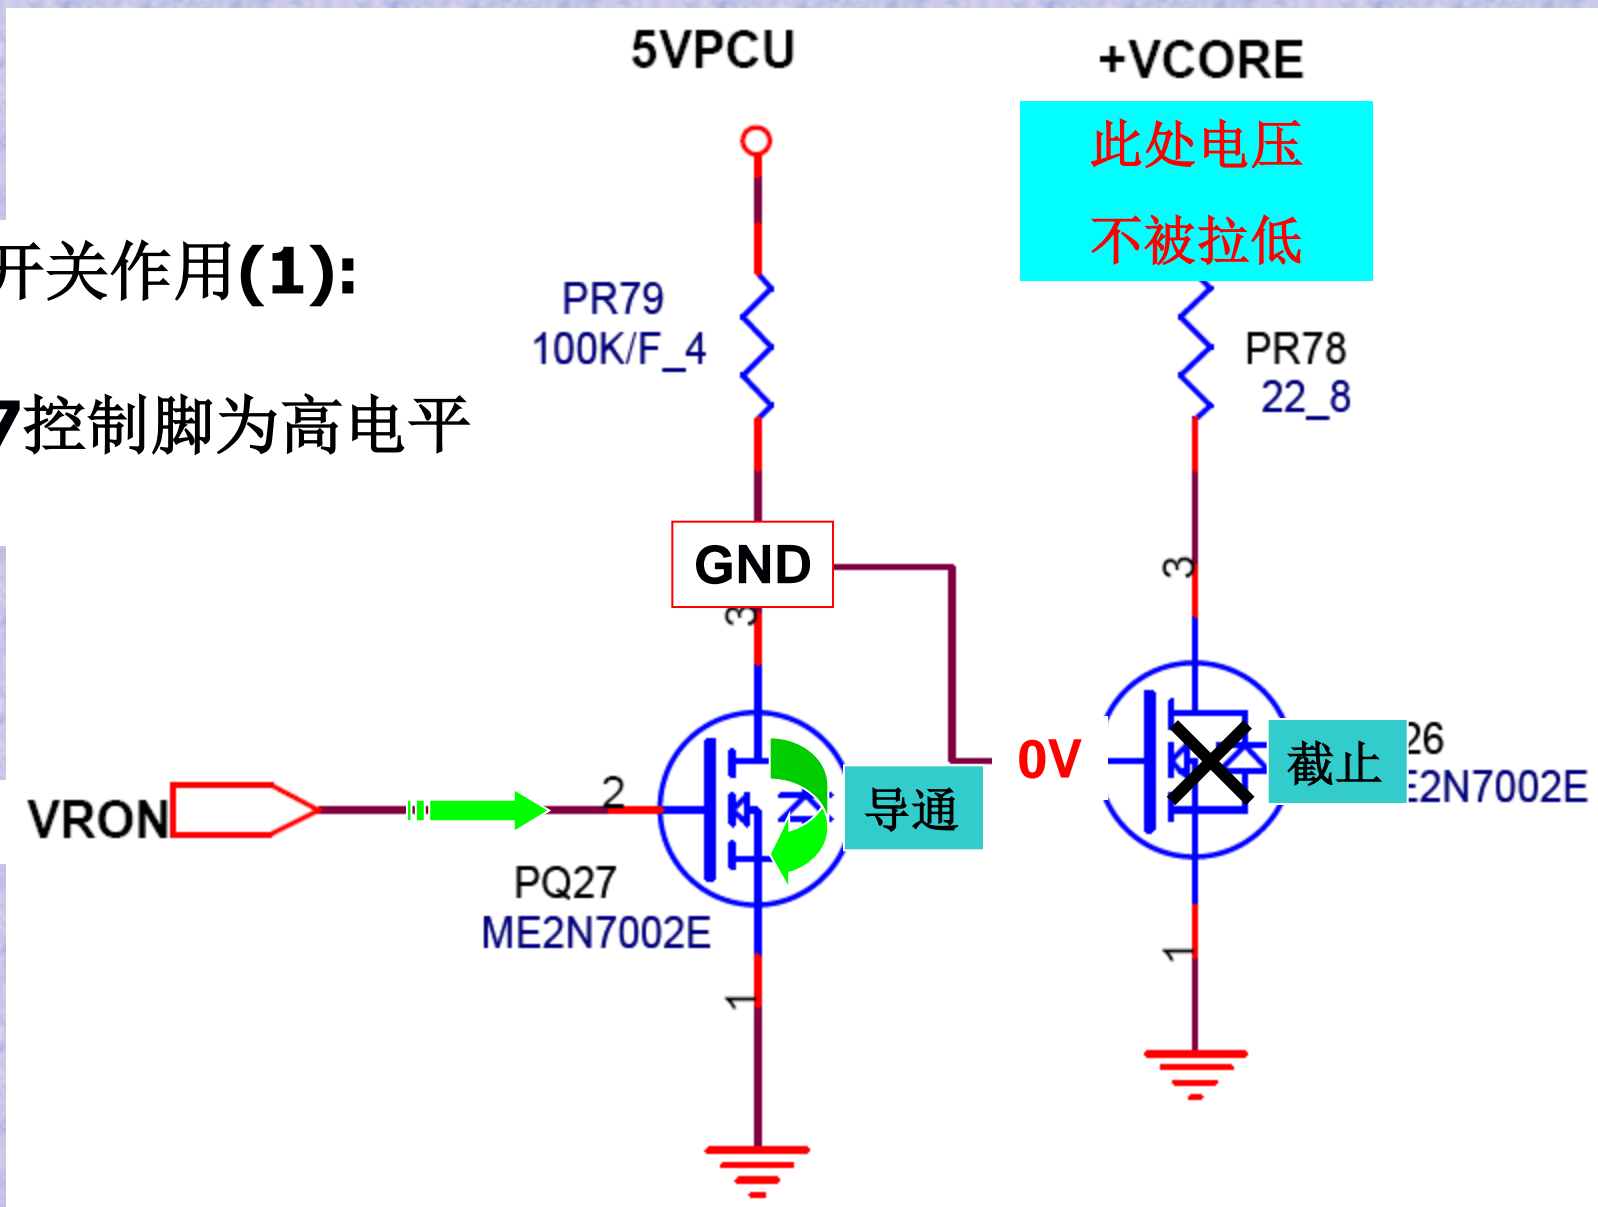 5VPCU
+VCORE
此处电压
不被拉低
开关作用(1):
PR79
100K/F_4
PR78
22_8
7控制脚为高电平
GND
3
3
0V
截止
26
E2N7002E
导通
2
VRON
PQ27
ME2N7002E
1
1